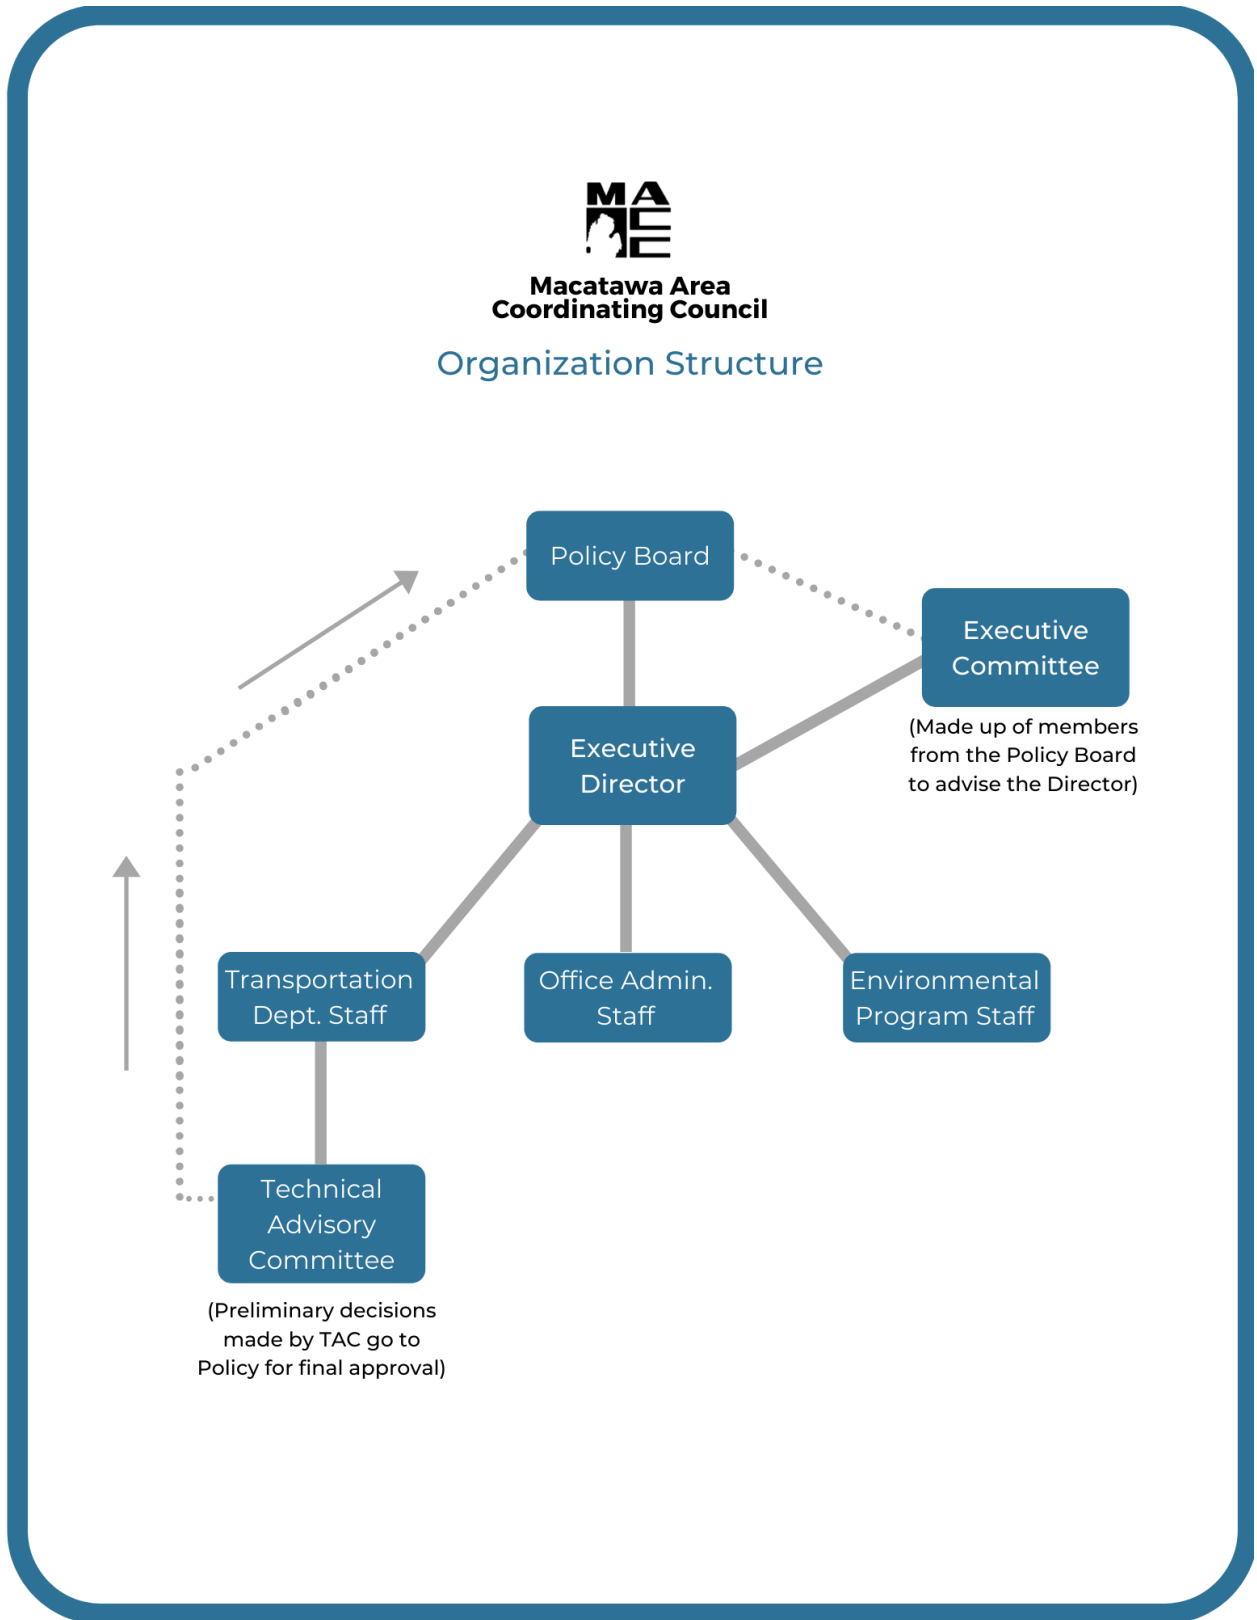 MA
CC
Macatawa Area
Coordinating Council
Organization Structure
Policy Board
Executive
Committee
(Made up of members
from the Policy Board
to advise the Director)
Executive
Director
Transportation
Dept. Staff
Office Admin.
Staff
Environmental
Program Staff
Technical
Advisory
Committee
(Preliminary decisions
made by TAC go to
Policy for final approval)